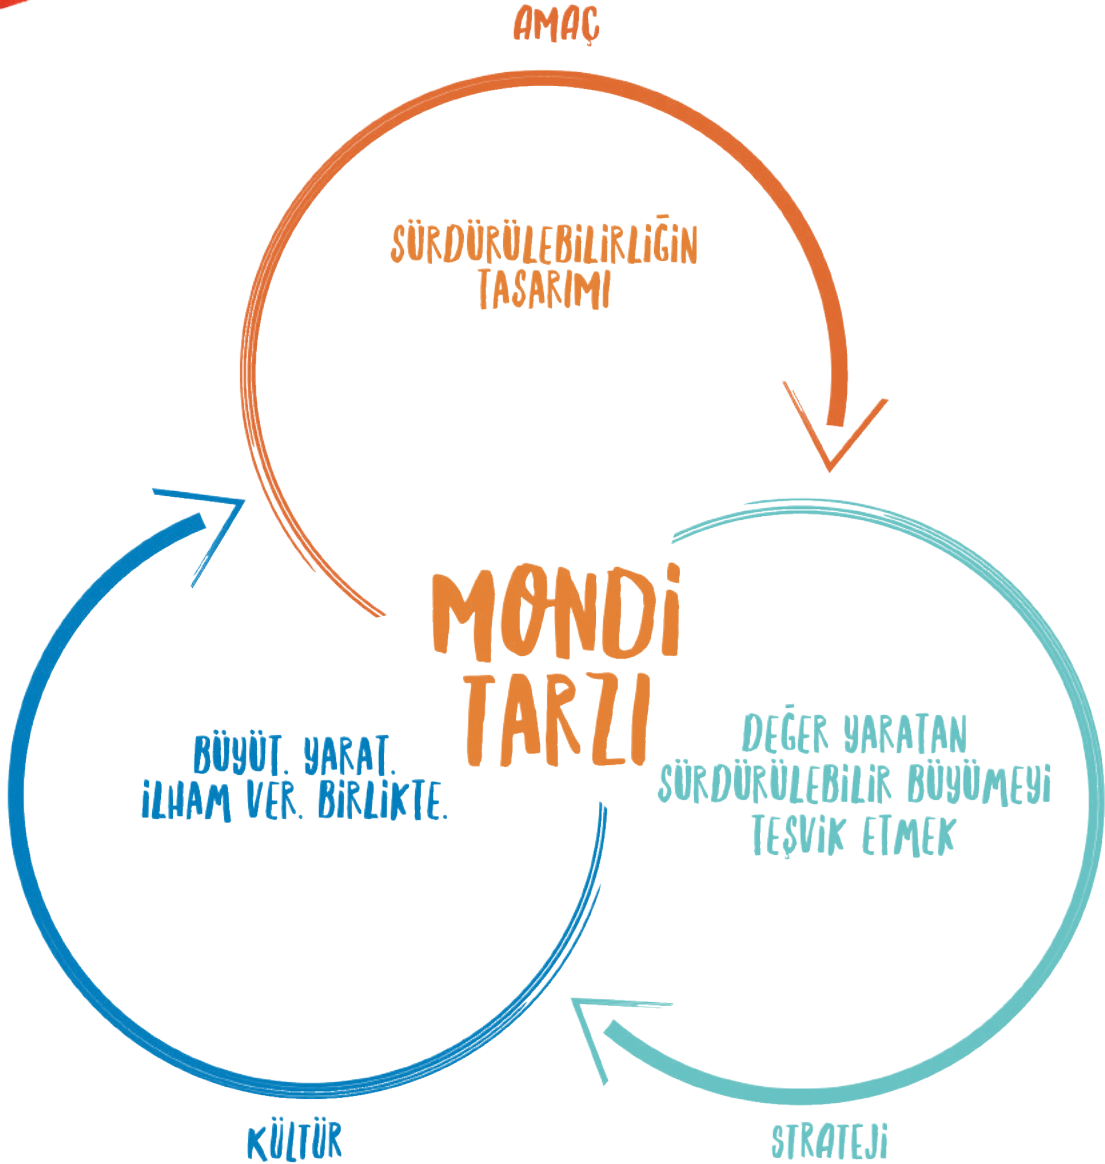 AMAÇ
SÜRDÜRÜLEBİLİRLİĞİN
TASARIMI
MONDİ
TARZI
BÜYÜT. YARAT.
İLHAM VER. BİRLİKTE.
DEĞER YARATAN
SÜRDÜRÜLEBİLİR BÜYÜMEYİ
TEŞVİK ETMEK
KÜLTÜR
STRATEJİ